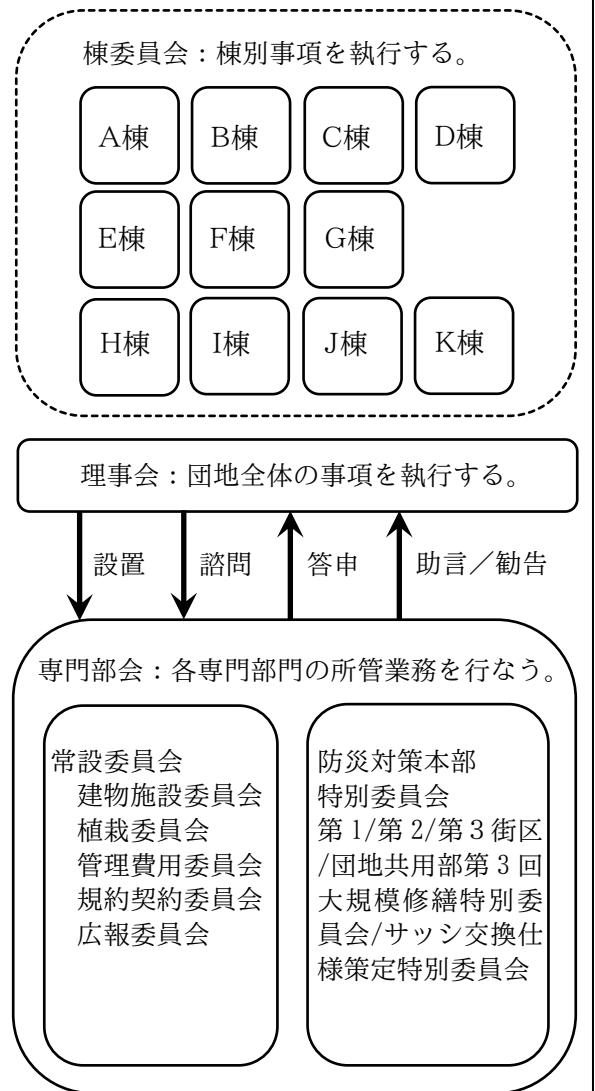 棟委員会：棟別事項を執行する。
A棟
B棟
C棟
D棟
E棟
F棟
G棟
H棟
I棟
J棟
K棟
理事会：団地全体の事項を執行する。
設置
諮問
答申
助言／勧告
専門部会：各専門部門の所管業務を行なう。
常設委員会
建物施設委員会
植栽委員会
管理費用委員会
規約契約委員会
広報委員会
防災対策本部
特別委員会
第1/第2/第３街区
/団地共用部第３回
大規模修繕特別委
員会/サッシ交換仕
様策定特別委員会